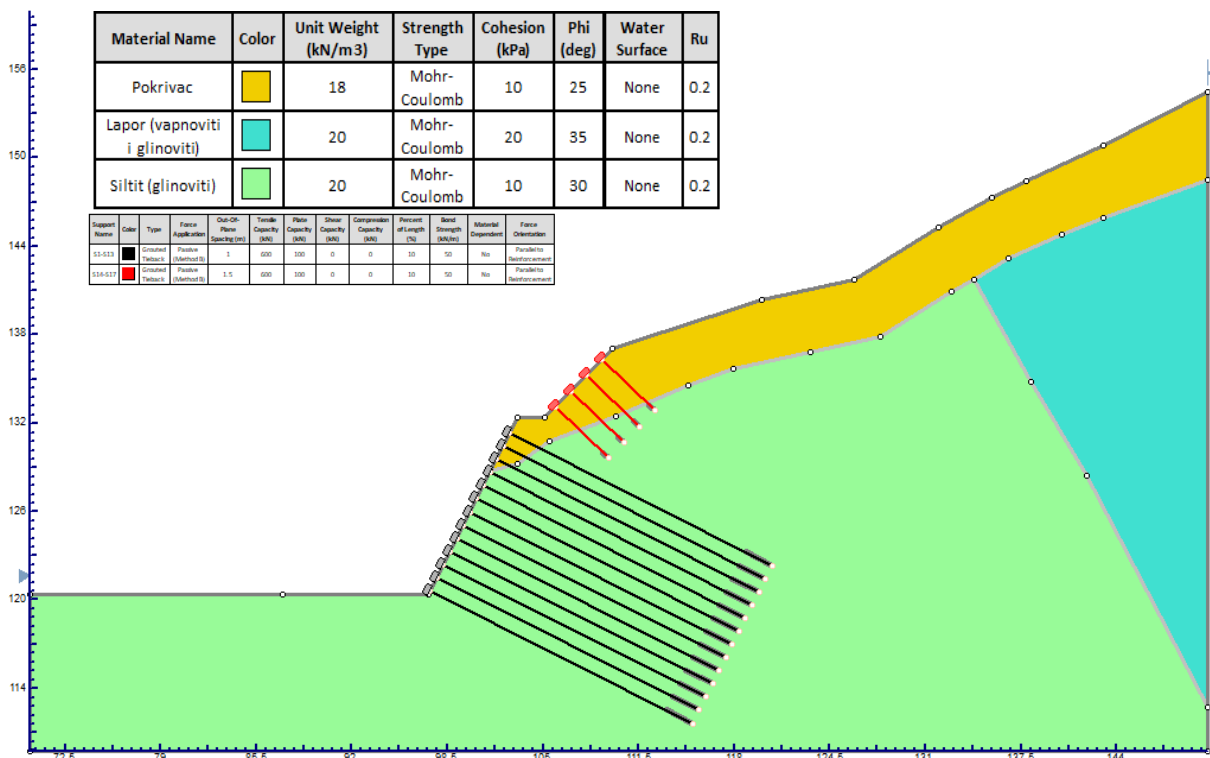 Material Name Color Unit Weight (kN/m3) Strength Type Cohesion (kPa) Phi (deg) Water Surface Ru
Pokrivac 18 Mohr-Coulomb 10 25 None 0.2
Lapor (vapnoviti i glinoviti) 20 Mohr-Coulomb 20 35 None 0.2
Siltit (glinoviti) 20 Mohr-Coulomb 10 30 None 0.2
Support Name Color Type Force Application Out-Of-Plane Spacing (m) Tensile Capacity (kN) Plate Capacity (kN) Shear Capacity (kN) Compression Capacity (kN) Percent of Length (%) Bond Strength (kN/m) Material Dependent Force Orientation
S1-S13 Grouted Tieback Passive (Method B) 1 600 100 0 0 10 50 No Parallel to Reinforcement
S14-S17 Grouted Tieback Passive (Method B) 1.5 600 100 0 0 10 50 No Parallel to Reinforcement
156
150
144
138
132
126
120
114
72.5 79 85.5 92 98.5 105 111.5 118 124.5 131 137.5 144